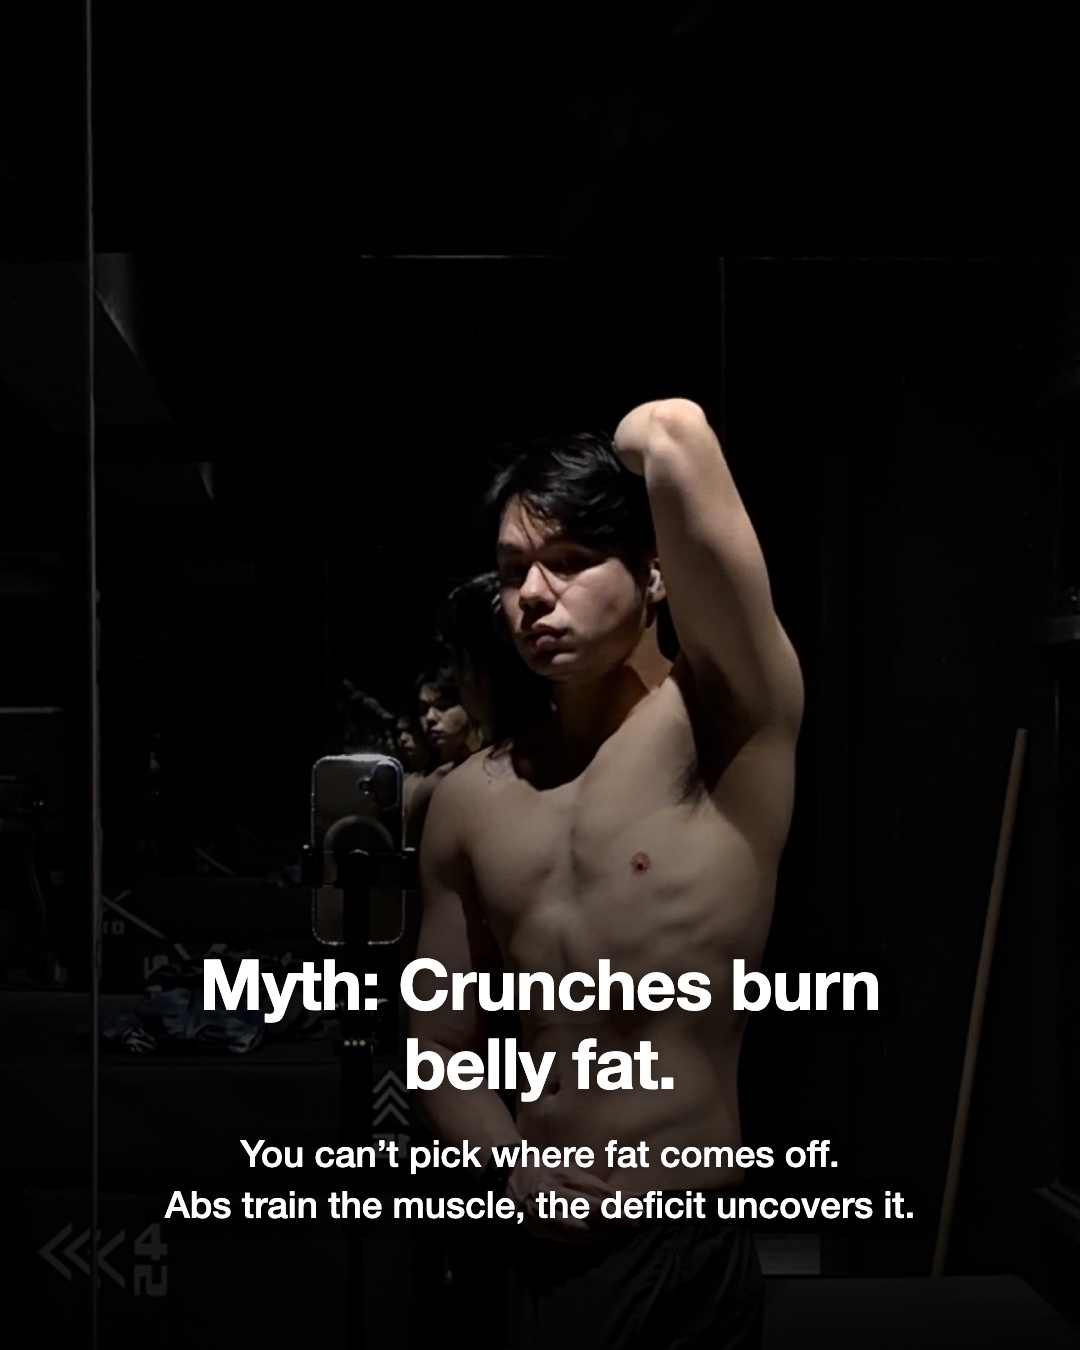 Myth: Crunches burn
belly fat.
You can’t pick where fat comes off.
Abs train the muscle, the deficit uncovers it.